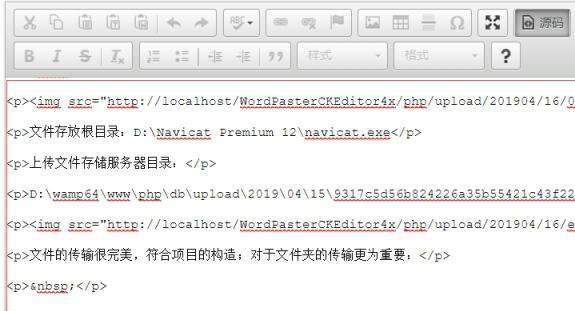 ABC
源码
B I S Tx
样式 格式 ?
<p><img src="http://localhost/WordPasterCKEditor4x/php/upload/201904/16/0
<p>文件存放根目录：D:\Navicat Premium 12\navicat.exe</p>
<p>上传文件存储服务器目录：</p>
<p>D:\wamp64\www\php\db\upload\2019\04\15\9317c5d56b824226a35b55421c43f22
<p><img src="http://localhost/WordPasterCKEditor4x/php/upload/201904/16/e
<p>文件的传输很完美，符合项目的构造；对于文件夹的传输更为重要：</p>
<p>&nbsp;</p>